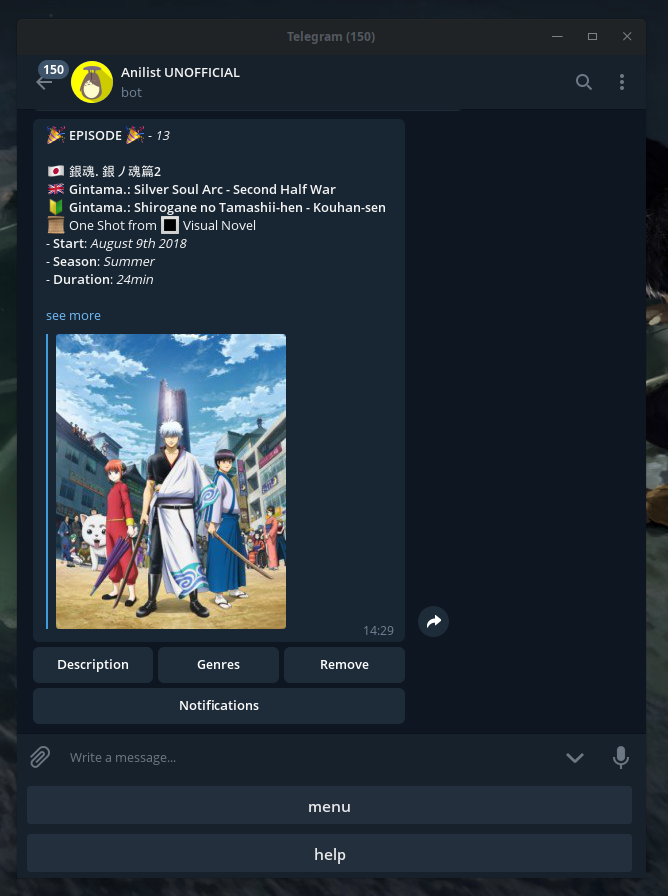 Telegram (150)
150
Anilist UNOFFICIAL
bot
🎉 EPISODE 🎉 - 13
🇯🇵 銀魂. 銀ノ魂篇2
🇬🇧 Gintama.: Silver Soul Arc - Second Half War
🔰 Gintama.: Shirogane no Tamashii-hen - Kouhan-sen
📜 One Shot from 🔲 Visual Novel
- Start: August 9th 2018
- Season: Summer
- Duration: 24min
see more
14:29
Description Genres Remove
Notifications
Write a message...
menu
help